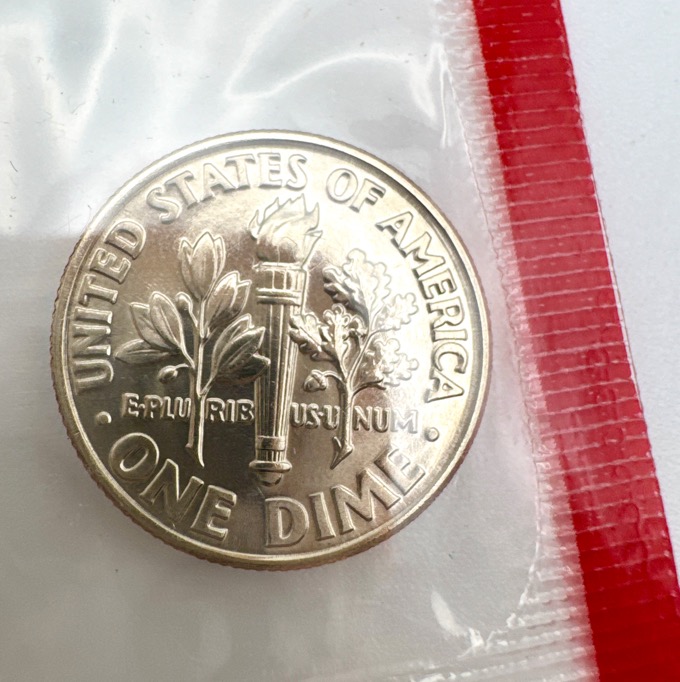 UNITED STATES OF AMERICA
E·PLURIBUS·UNUM
· ONE DIME ·